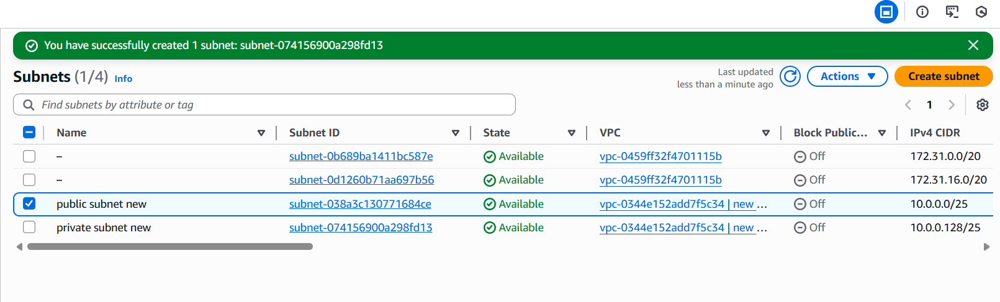 You have successfully created 1 subnet: subnet-074156900a298fd13
Subnets (1/4) Info
Last updated
less than a minute ago
Actions
Create subnet
Find subnets by attribute or tag
1
Name Subnet ID State VPC Block Public... IPv4 CIDR
– subnet-0b689ba1411bc587e Available vpc-0459ff32f4701115b Off 172.31.0.0/20
– subnet-0d1260b71aa697b56 Available vpc-0459ff32f4701115b Off 172.31.16.0/20
public subnet new subnet-038a3c130771684ce Available vpc-0344e152add7f5c34 | new ... Off 10.0.0.0/25
private subnet new subnet-074156900a298fd13 Available vpc-0344e152add7f5c34 | new ... Off 10.0.0.128/25